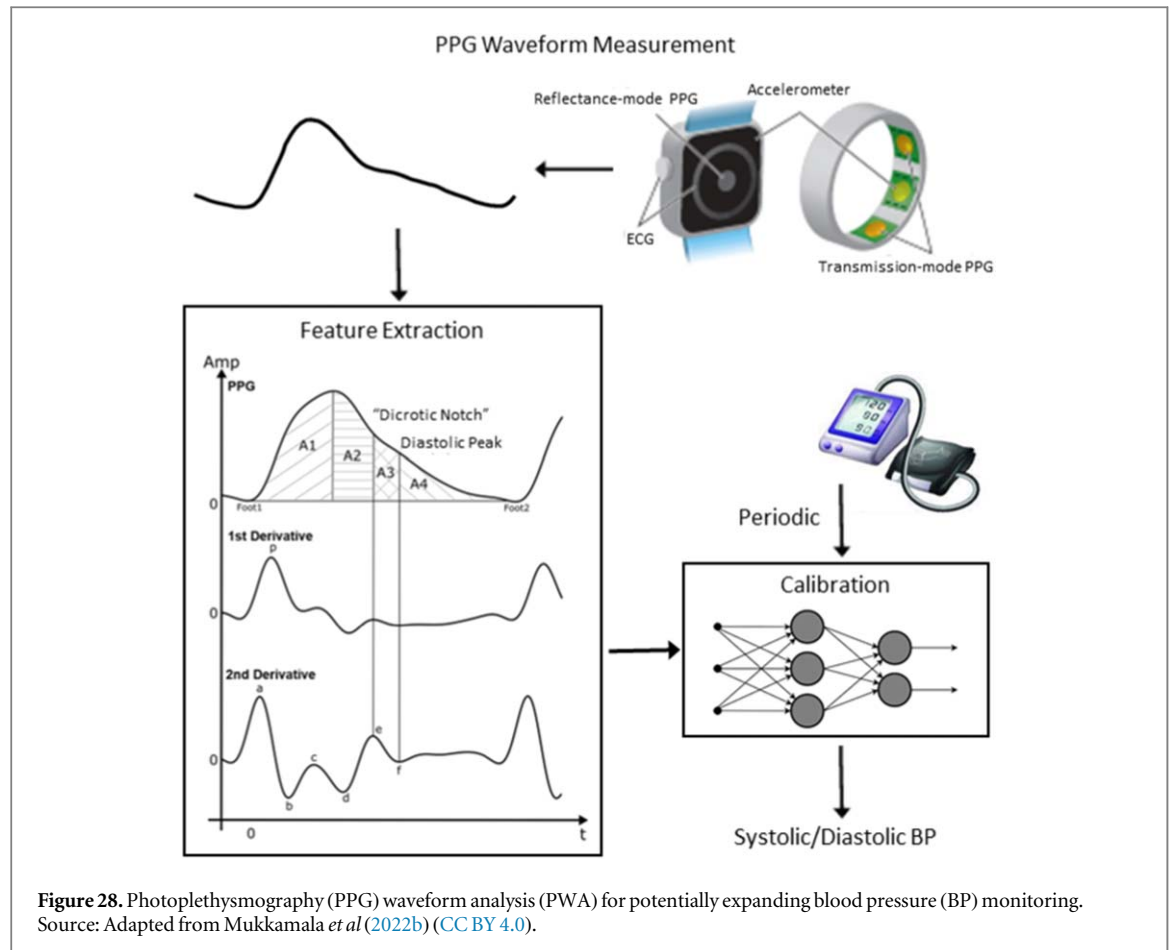 PPG Waveform Measurement
Reflectance-mode PPG
Accelerometer
ECG
Transmission-mode PPG
Feature Extraction
Amp
PPG
"Dicrotic Notch"
Diastolic Peak
A1
A2
A3
A4
0
Foot1
Foot2
1st Derivative
p
0
2nd Derivative
a
0
b
c
d
e
f
0
t
120
90
Periodic
Calibration
Systolic/Diastolic BP
Figure 28. Photoplethysmography (PPG) waveform analysis (PWA) for potentially expanding blood pressure (BP) monitoring.
Source: Adapted from Mukkamala et al (2022b) (CC BY 4.0).